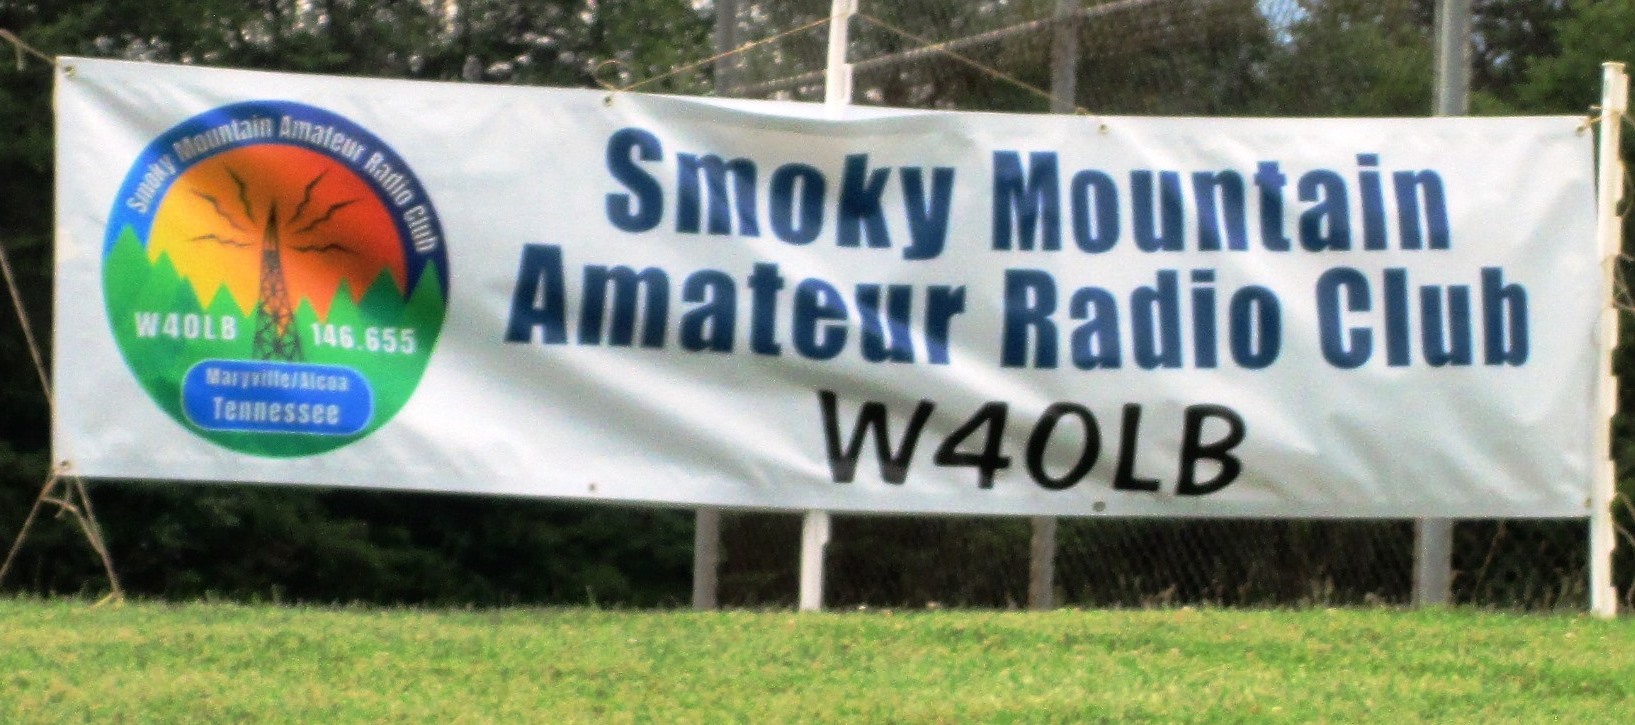 Smoky Mountain Amateur Radio Club
W4OLB 146.655
Maryville/Alcoa
Tennessee
Smoky Mountain
Amateur Radio Club
W4OLB